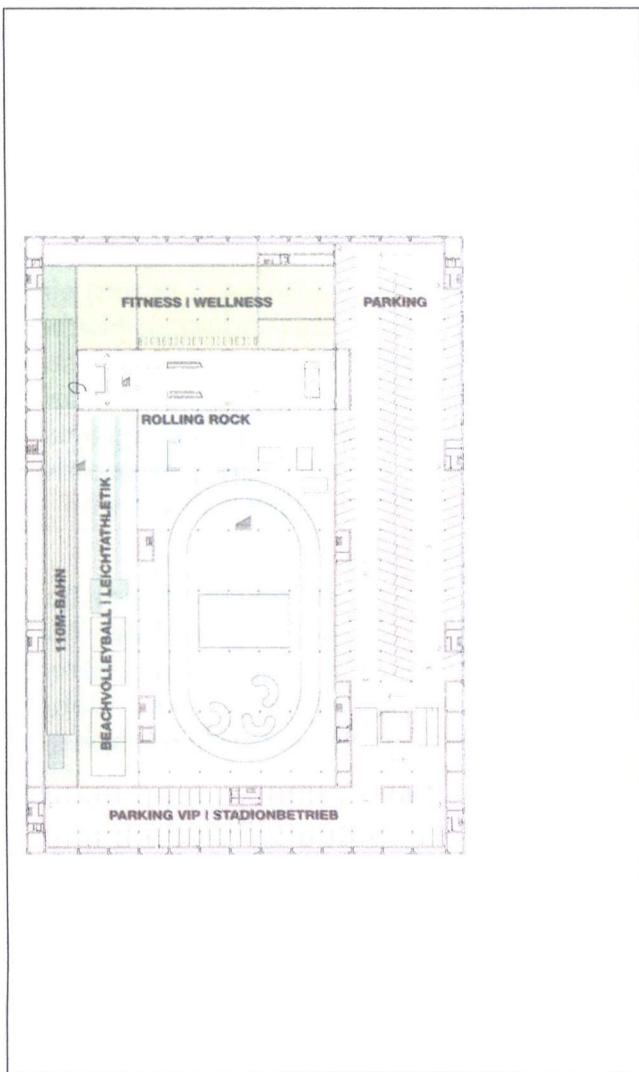 FITNESS | WELLNESS
PARKING
ROLLING ROCK
110M-BAHN
BEACHVOLLEYBALL | LEICHTATHLETIK
PARKING VIP | STADIONBETRIEB